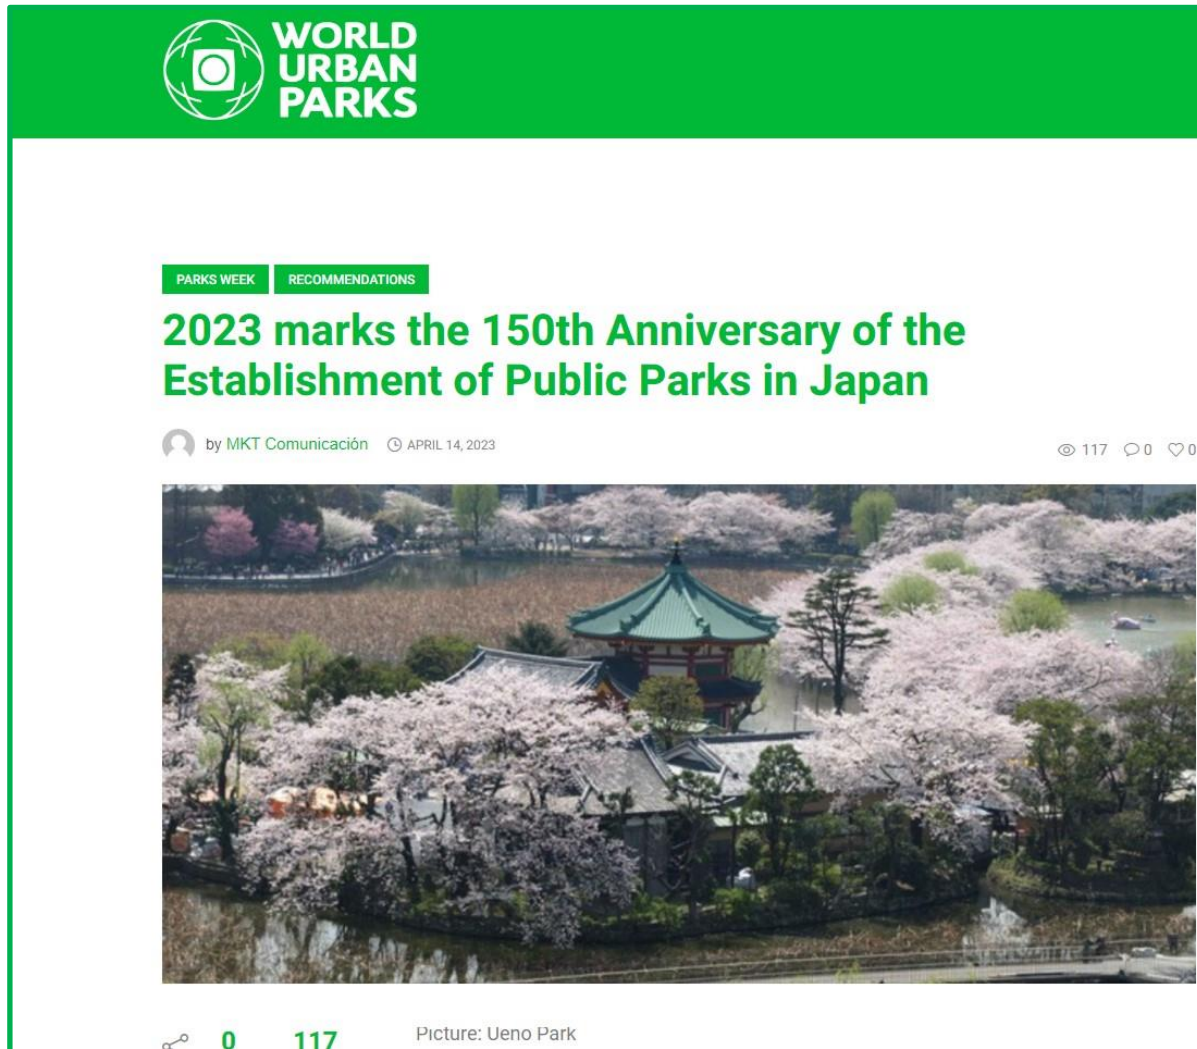 WORLD
URBAN
PARKS
PARKS WEEK RECOMMENDATIONS
2023 marks the 150th Anniversary of the
Establishment of Public Parks in Japan
by MKT Comunicación APRIL 14, 2023
117 0 0
0 117
Picture: Ueno Park